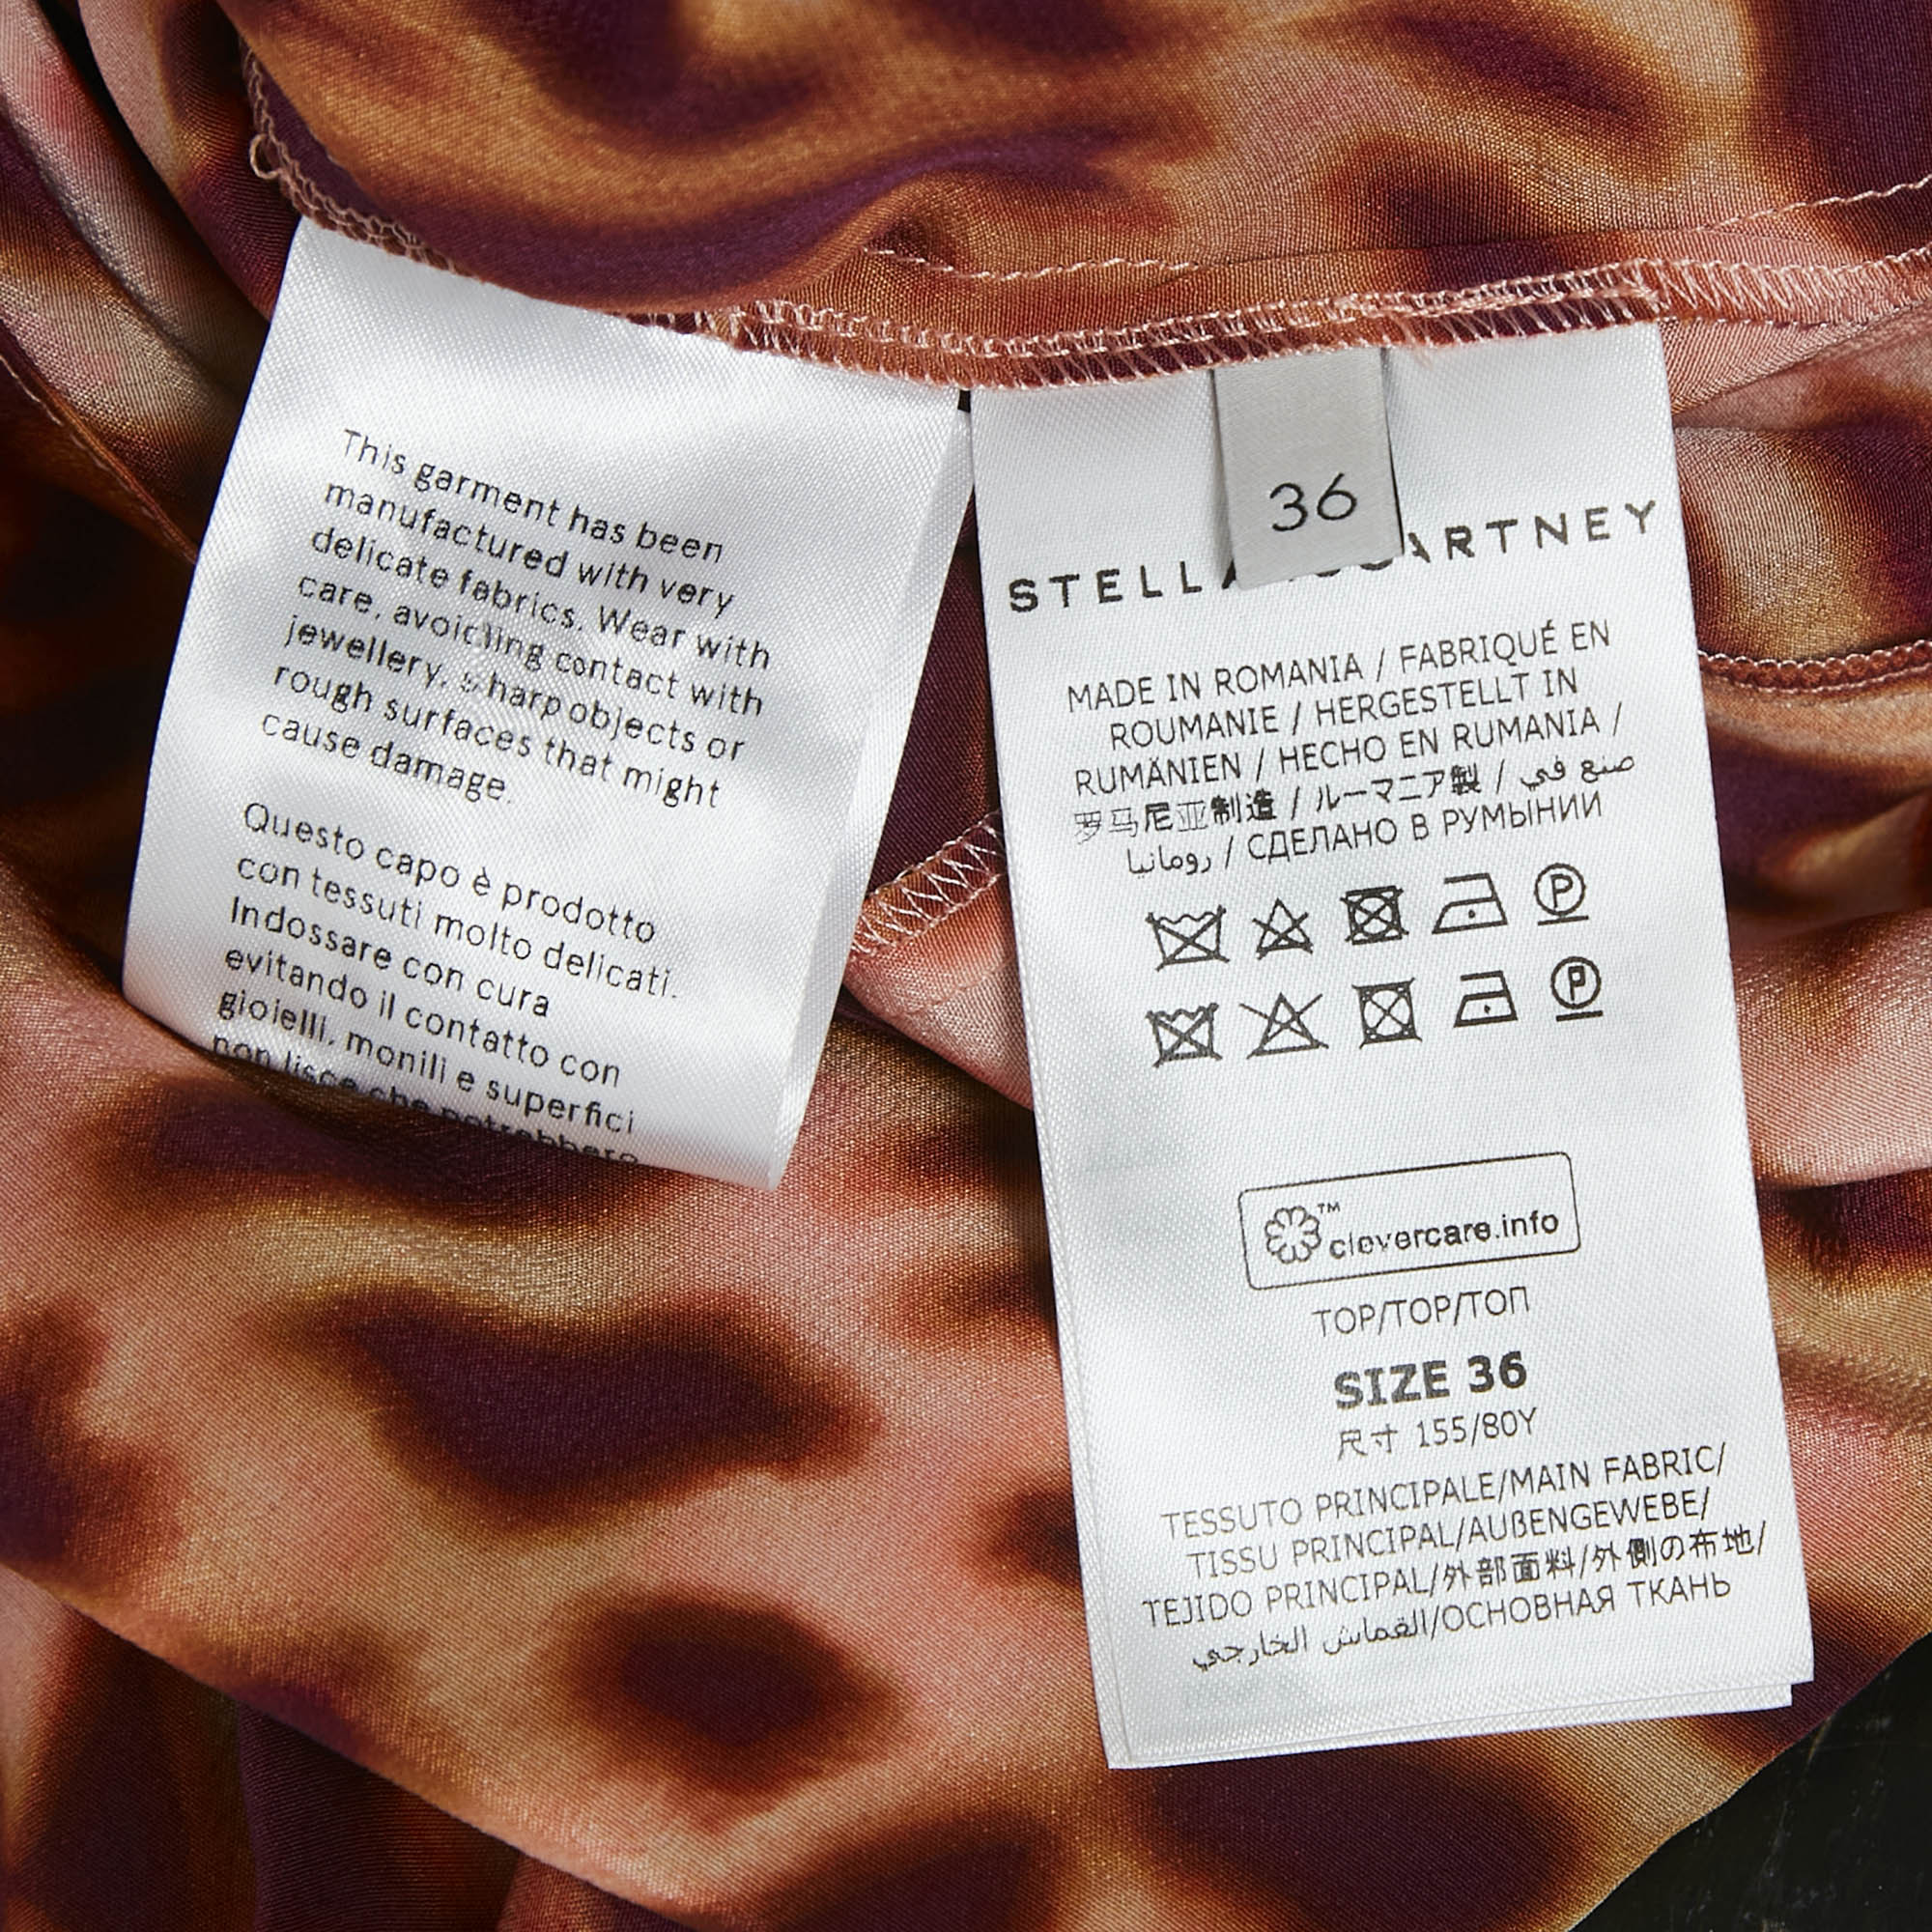 This garment has been
manufactured with very
delicate fabrics. Wear with
care, avoiding contact with
jewellery, sharp objects or
rough surfaces that might
cause damage.
Questo capo è prodotto
con tessuti molto delicati.
Indossare con cura
evitando il contatto con
gioielli, monili e superfici
non lisce che potrebbero
36
STELLA McCARTNEY
MADE IN ROMANIA / FABRIQUÉ EN
ROUMANIE / HERGESTELLT IN
RUMÄNIEN / HECHO EN RUMANIA /
罗马尼亚制造 / ルーマニア製 / صنع في
رومانيا / СДЕЛАНО В РУМЫНИИ
P
P
™
clevercare.info
TOP/TOP/ТОП
SIZE 36
尺寸 155/80Y
TESSUTO PRINCIPALE/MAIN FABRIC/
TISSU PRINCIPAL/AUßENGEWEBE/
TEJIDO PRINCIPAL/外部面料/外側の布地/
القماش الخارجي/ОСНОВНАЯ ТКАНЬ